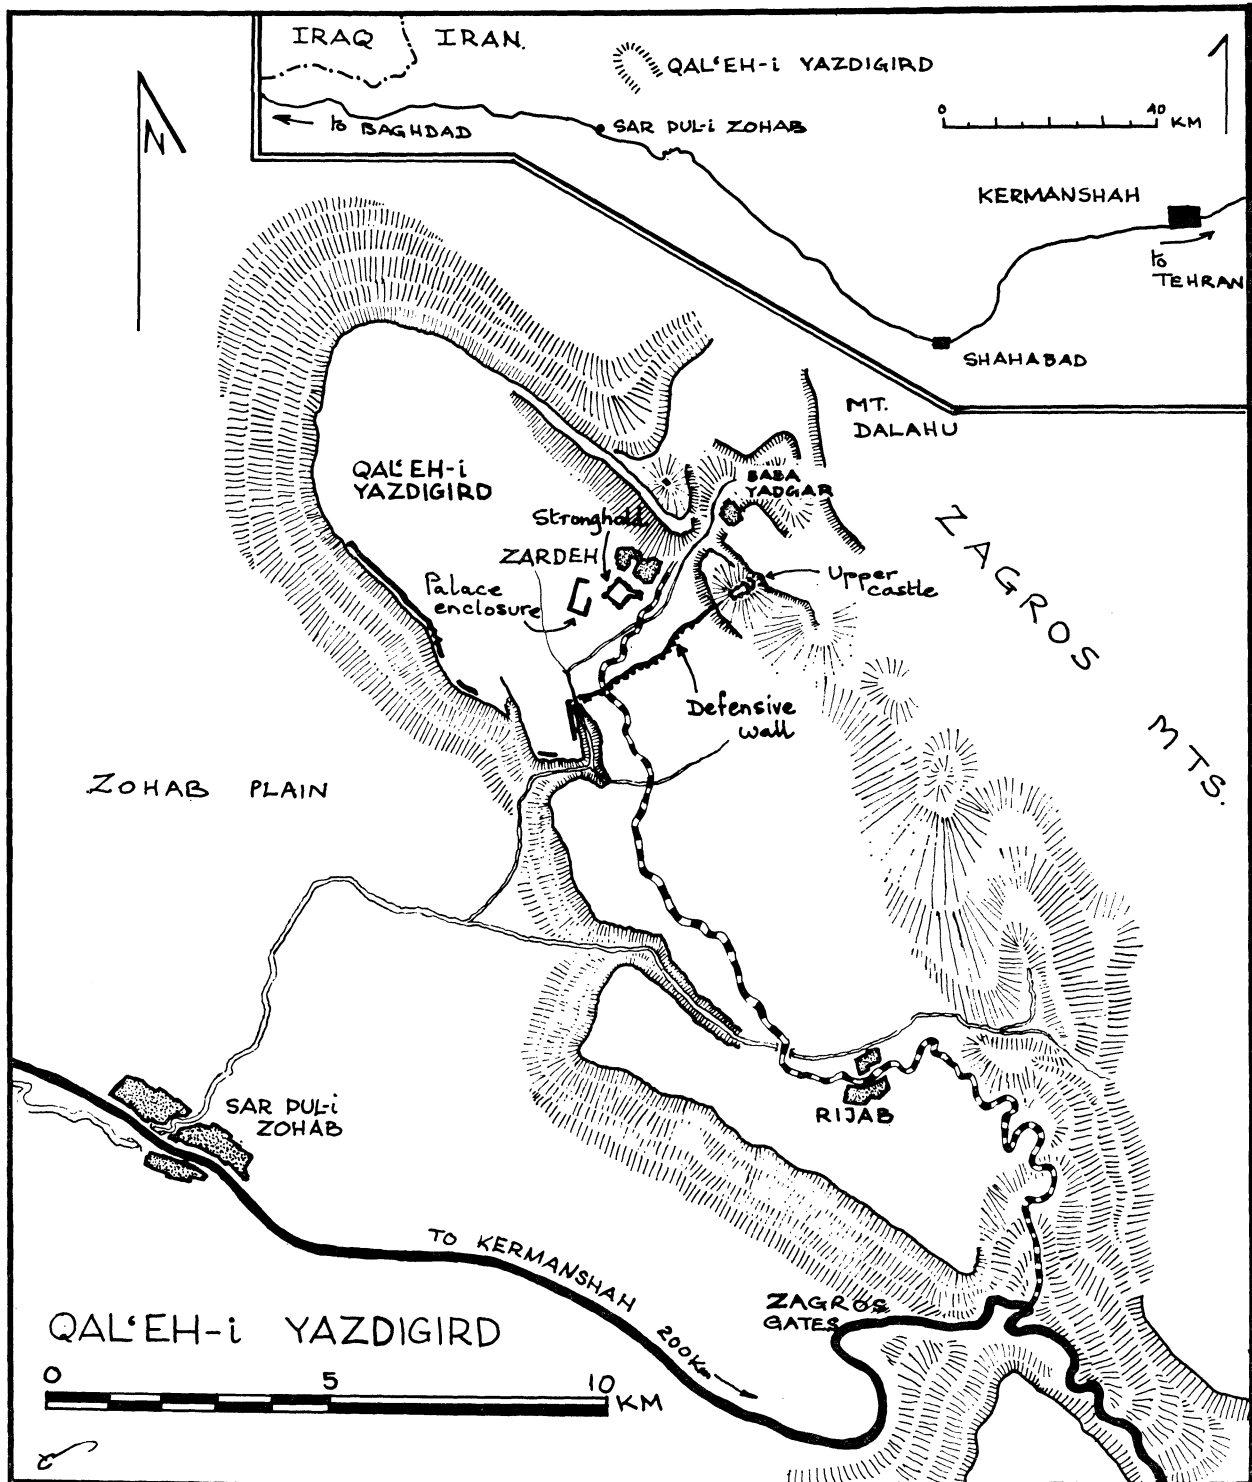 IRAQ IRAN.
QAL'EH-i YAZDIGIRD
0 40 KM
to BAGHDAD
SAR PUL-i ZOHAB
KERMANSHAH
to
TEHRAN
SHAHABAD
N
MT.
DALAHU
QAL'EH-i
YAZDIGIRD
BABA
YADGAR
Stronghold
ZARDEH
Palace
enclosure
Upper
castle
ZAGROS
MTS.
Defensive
wall
ZOHAB PLAIN
SAR PUL-i
ZOHAB
RIJAB
TO KERMANSHAH
200Km
ZAGROS
GATES
QAL'EH-i YAZDIGIRD
0 5 10
KM